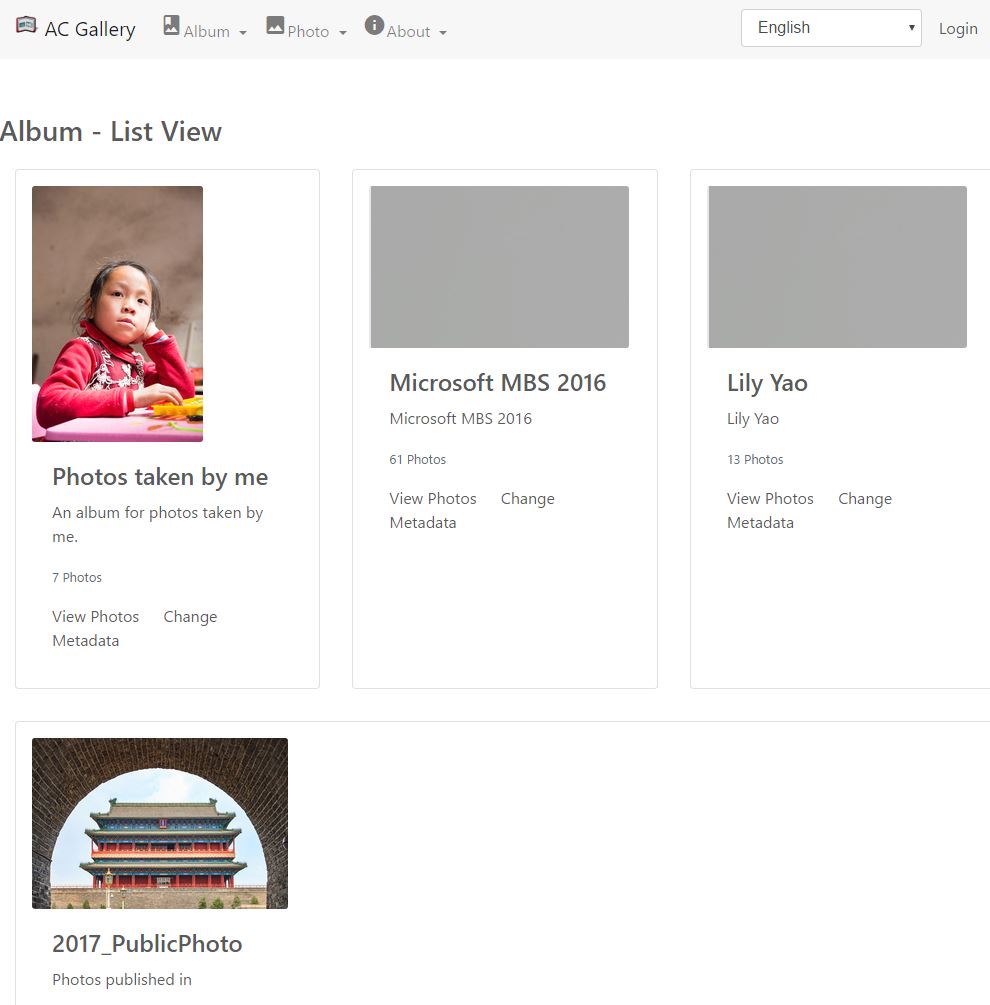 AC Gallery Album Photo About English Login
Album - List View
Photos taken by me
An album for photos taken by
me.
7 Photos
View Photos Change
Metadata
Microsoft MBS 2016
Microsoft MBS 2016
61 Photos
View Photos Change
Metadata
Lily Yao
Lily Yao
13 Photos
View Photos Change
Metadata
2017_PublicPhoto
Photos published in